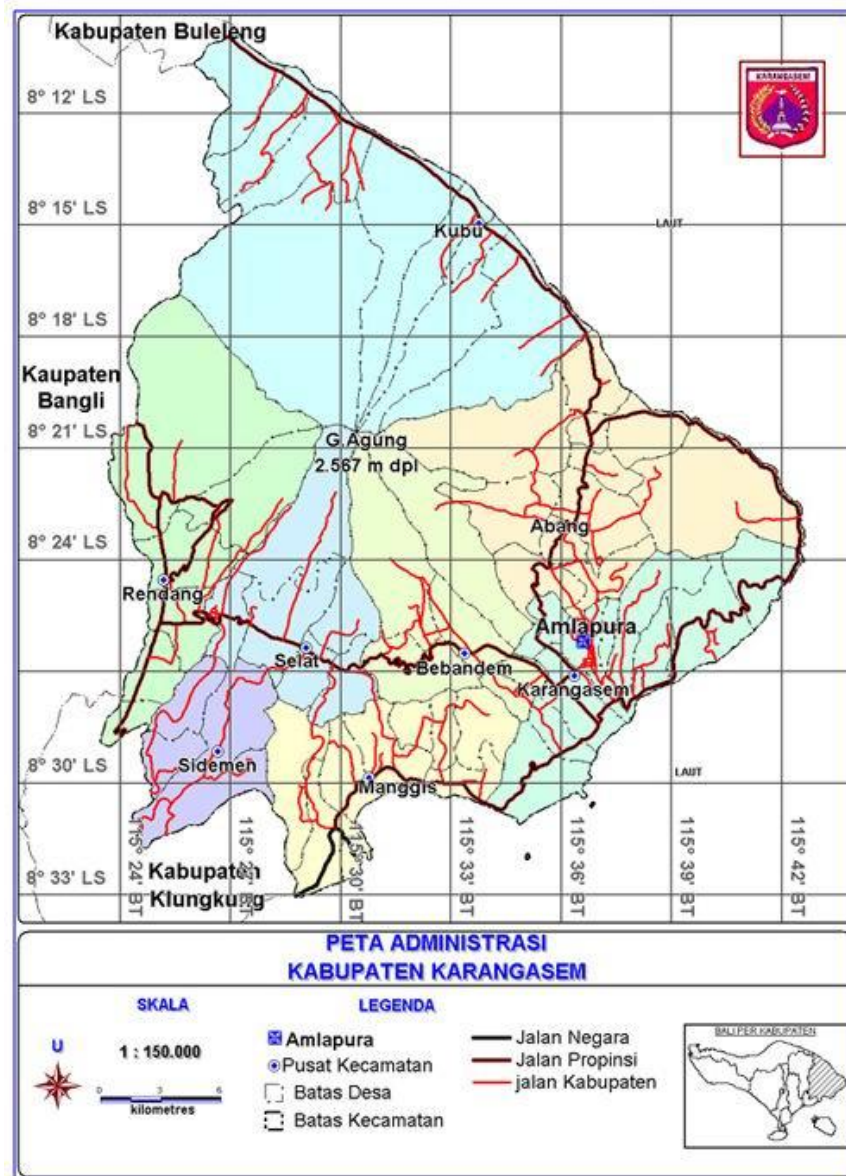 Kabupaten Buleleng
KARANGASEM
8° 12' LS
8° 15' LS
Kubu
LAUT
8° 18' LS
Kaupaten
Bangli
8° 21' LS
G.Agung
2.567 m dpl
Abang
8° 24' LS
Rendang
Amlapura
Selat
Bebandem
Karangasem
Sidemen
8° 30' LS
Manggis
LAUT
8° 33' LS
Kabupaten
Klungkung
115° 24' BT
115° 30' BT
115° 33' BT
115° 36' BT
115° 39' BT
115° 42' BT
PETA ADMINISTRASI
KABUPATEN KARANGASEM
SKALA
U
1 : 150.000
0 3 6
kilometres
LEGENDA
Amlapura
Pusat Kecamatan
Batas Desa
Batas Kecamatan
Jalan Negara
Jalan Propinsi
jalan Kabupaten
BALI PER KABUPATEN